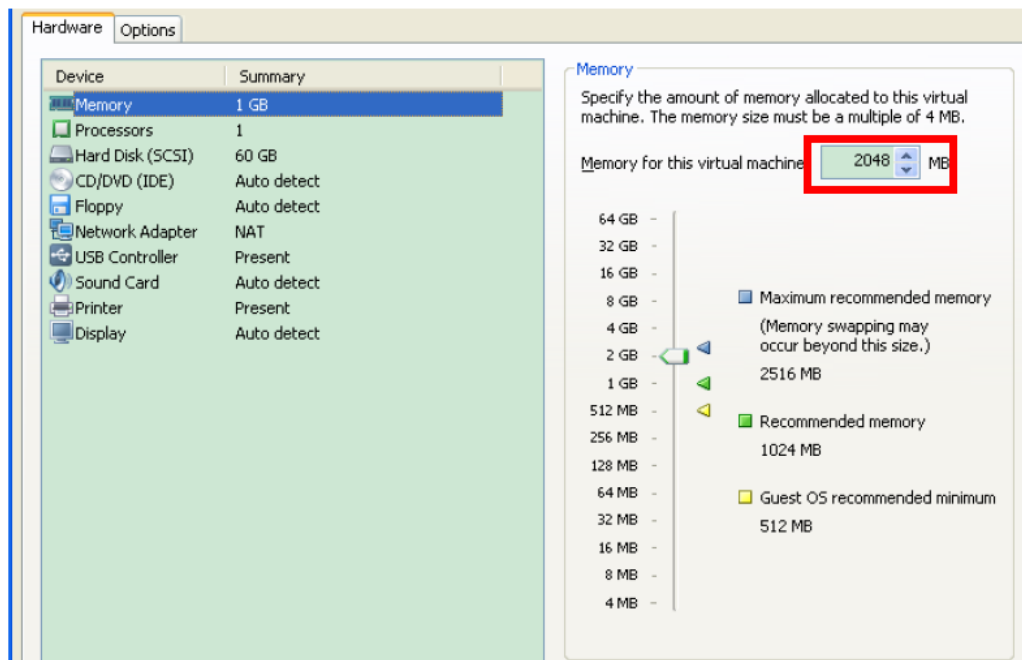 Hardware
Options
Device Summary
Memory 1 GB
Processors 1
Hard Disk (SCSI) 60 GB
CD/DVD (IDE) Auto detect
Floppy Auto detect
Network Adapter NAT
USB Controller Present
Sound Card Auto detect
Printer Present
Display Auto detect
Memory
Specify the amount of memory allocated to this virtual
machine. The memory size must be a multiple of 4 MB.
Memory for this virtual machine 2048 MB
64 GB
32 GB
16 GB
8 GB
4 GB
2 GB
1 GB
512 MB
256 MB
128 MB
64 MB
32 MB
16 MB
8 MB
4 MB
Maximum recommended memory
(Memory swapping may
occur beyond this size.)
2516 MB
Recommended memory
1024 MB
Guest OS recommended minimum
512 MB